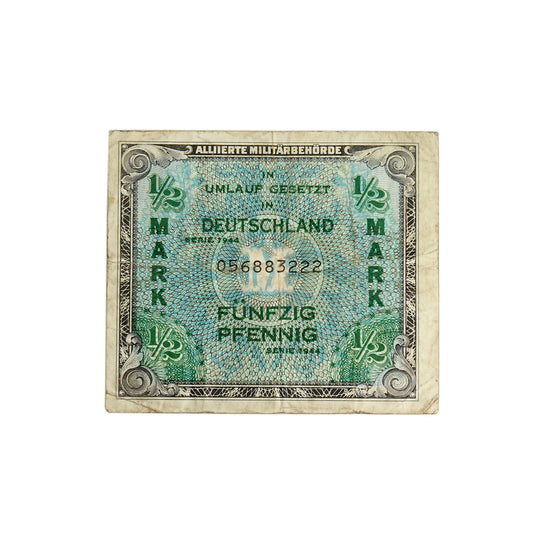 ALLIIERTE MILITÄRBEHÖRDE
1/2 IN 1/2
UMLAUF GESETZT
IN
DEUTSCHLAND
SERIE 1944
MARK MARK
056883222
M
FÜNFZIG
PFENNIG
SERIE 1944
1/2 1/2